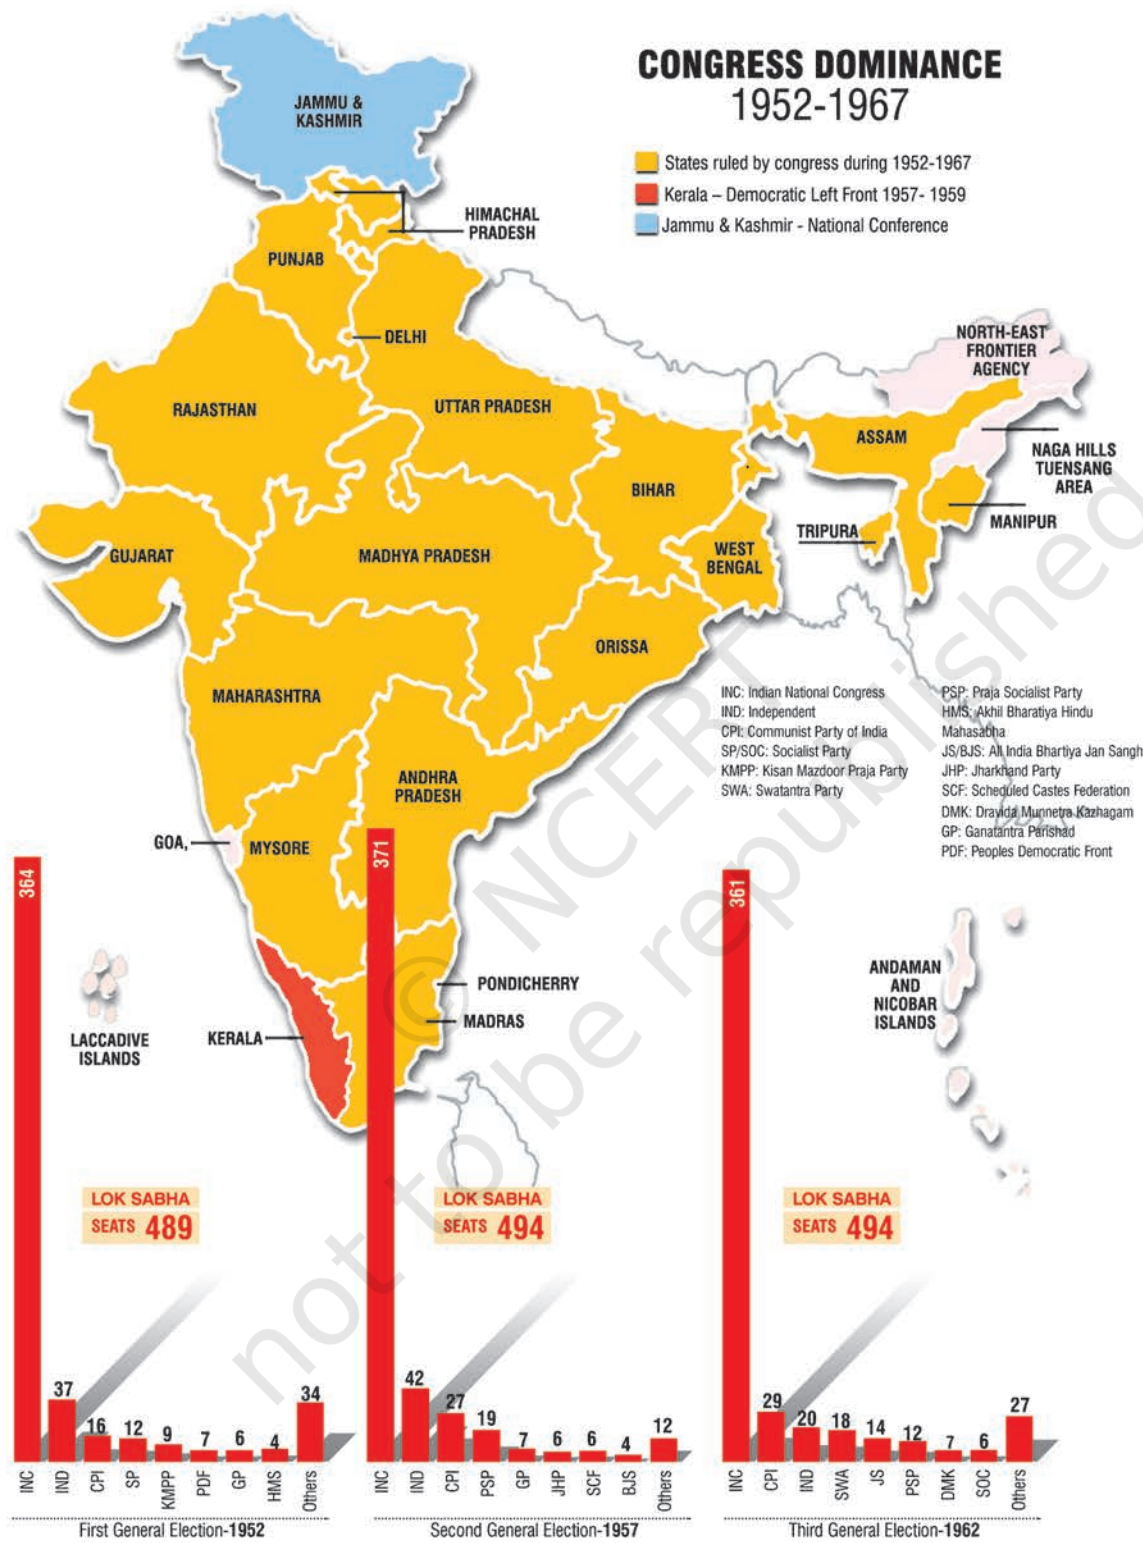 CONGRESS DOMINANCE
1952-1967
States ruled by congress during 1952-1967
Kerala – Democratic Left Front 1957- 1959
Jammu & Kashmir - National Conference
JAMMU &
KASHMIR
HIMACHAL
PRADESH
PUNJAB
DELHI
RAJASTHAN
UTTAR PRADESH
NORTH-EAST
FRONTIER
AGENCY
ASSAM
NAGA HILLS
TUENSANG
AREA
BIHAR
MANIPUR
TRIPURA
GUJARAT
MADHYA PRADESH
WEST
BENGAL
ORISSA
MAHARASHTRA
ANDHRA
PRADESH
GOA,
MYSORE
PONDICHERRY
MADRAS
KERALA
LACCADIVE
ISLANDS
ANDAMAN
AND
NICOBAR
ISLANDS
INC: Indian National Congress
IND: Independent
CPI: Communist Party of India
SP/SOC: Socialist Party
KMPP: Kisan Mazdoor Praja Party
SWA: Swatantra Party
PSP: Praja Socialist Party
HMS: Akhil Bharatiya Hindu
Mahasabha
JS/BJS: All India Bhartiya Jan Sangh
JHP: Jharkhand Party
SCF: Scheduled Castes Federation
DMK: Dravida Munnetra Kazhagam
GP: Ganatantra Parishad
PDF: Peoples Democratic Front
© NCERT
not to be republished
LOK SABHA
SEATS 489
364
37
16
12
9
7
6
4
34
INC
IND
CPI
SP
KMPP
PDF
GP
HMS
Others
First General Election-1952
LOK SABHA
SEATS 494
371
42
27
19
7
6
6
4
12
INC
IND
CPI
PSP
GP
JHP
SCF
BJS
Others
Second General Election-1957
LOK SABHA
SEATS 494
361
29
20
18
14
12
7
6
27
INC
CPI
IND
SWA
JS
PSP
DMK
SOC
Others
Third General Election-1962